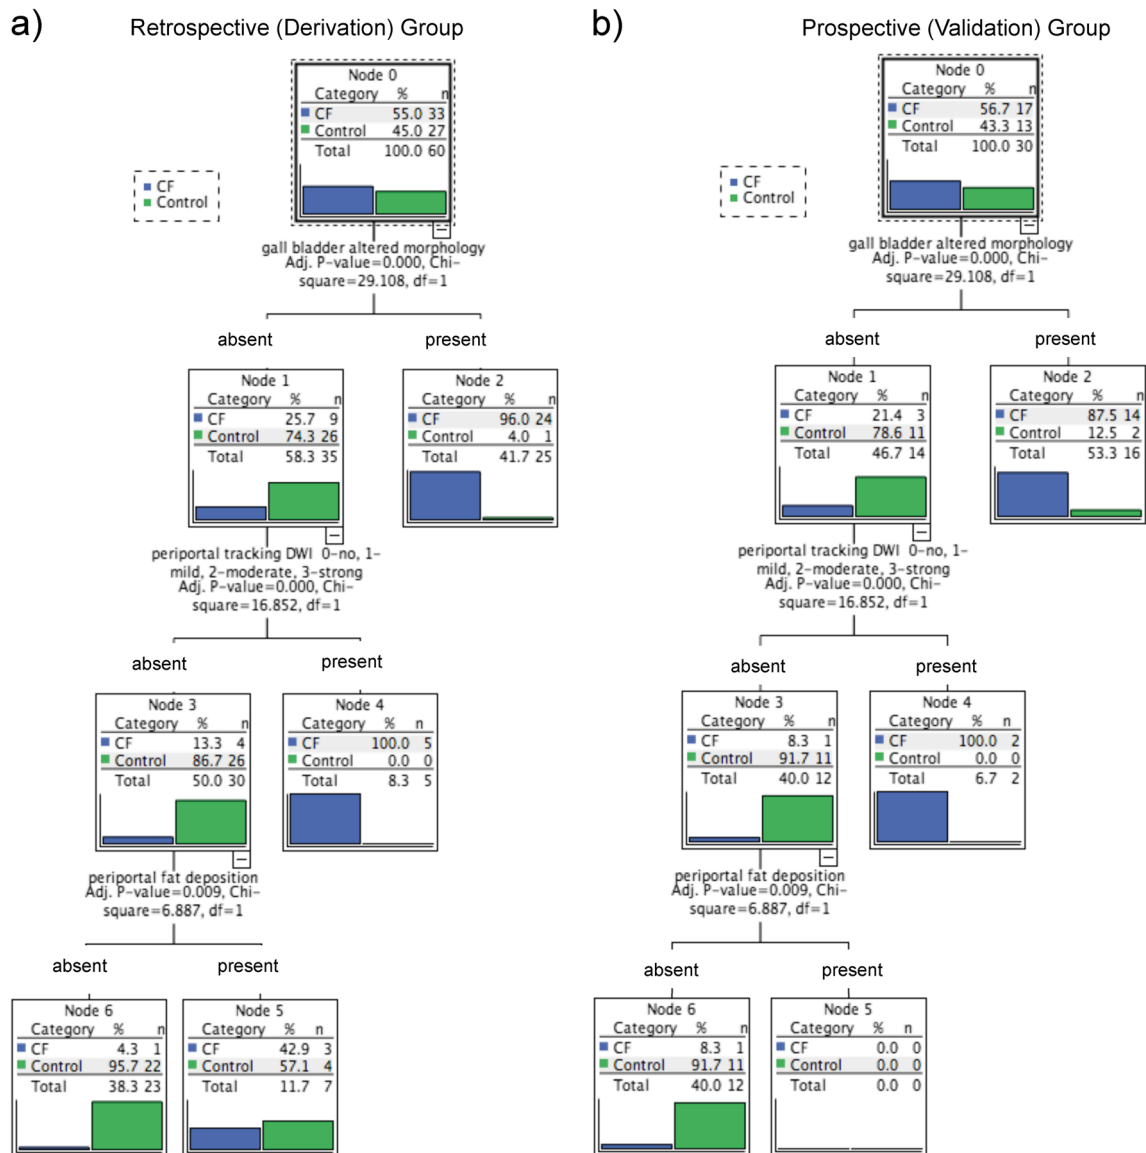 a)
Retrospective (Derivation) Group
Node 0
Category % n
CF 55.0 33
Control 45.0 27
Total 100.0 60
CF
Control
gall bladder altered morphology
Adj. P-value=0.000, Chi-
square=29.108, df=1
absent
present
Node 1
Category % n
CF 25.7 9
Control 74.3 26
Total 58.3 35
Node 2
Category % n
CF 96.0 24
Control 4.0 1
Total 41.7 25
periportal tracking DWI 0-no, 1-
mild, 2-moderate, 3-strong
Adj. P-value=0.000, Chi-
square=16.852, df=1
absent
present
Node 3
Category % n
CF 13.3 4
Control 86.7 26
Total 50.0 30
Node 4
Category % n
CF 100.0 5
Control 0.0 0
Total 8.3 5
periportal fat deposition
Adj. P-value=0.009, Chi-
square=6.887, df=1
absent
present
Node 6
Category % n
CF 4.3 1
Control 95.7 22
Total 38.3 23
Node 5
Category % n
CF 42.9 3
Control 57.1 4
Total 11.7 7
b)
Prospective (Validation) Group
Node 0
Category % n
CF 56.7 17
Control 43.3 13
Total 100.0 30
CF
Control
gall bladder altered morphology
Adj. P-value=0.000, Chi-
square=29.108, df=1
absent
present
Node 1
Category % n
CF 21.4 3
Control 78.6 11
Total 46.7 14
Node 2
Category % n
CF 87.5 14
Control 12.5 2
Total 53.3 16
periportal tracking DWI 0-no, 1-
mild, 2-moderate, 3-strong
Adj. P-value=0.000, Chi-
square=16.852, df=1
absent
present
Node 3
Category % n
CF 8.3 1
Control 91.7 11
Total 40.0 12
Node 4
Category % n
CF 100.0 2
Control 0.0 0
Total 6.7 2
periportal fat deposition
Adj. P-value=0.009, Chi-
square=6.887, df=1
absent
present
Node 6
Category % n
CF 8.3 1
Control 91.7 11
Total 40.0 12
Node 5
Category % n
CF 0.0 0
Control 0.0 0
Total 0.0 0